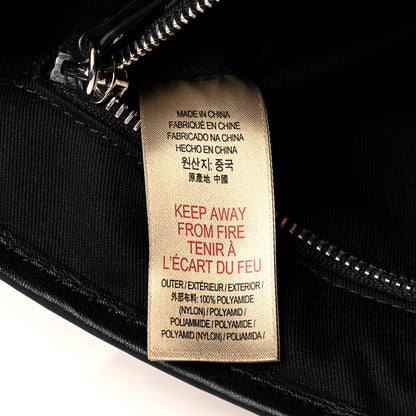 MADE IN CHINA
FABRIQUÉ EN CHINE
FABRICADO NA CHINA
HECHO EN CHINA
원산지: 중국
原產地 中國
KEEP AWAY
FROM FIRE
TENIR À
L'ÉCART DU FEU
OUTER / EXTÉRIEUR / EXTERIOR /
外部布料: 100% POLYAMIDE
(NYLON) / POLYAMID /
POLIAMMIDE / POLYAMIDE /
POLYAMID (NYLON) / POLIAMIDA /